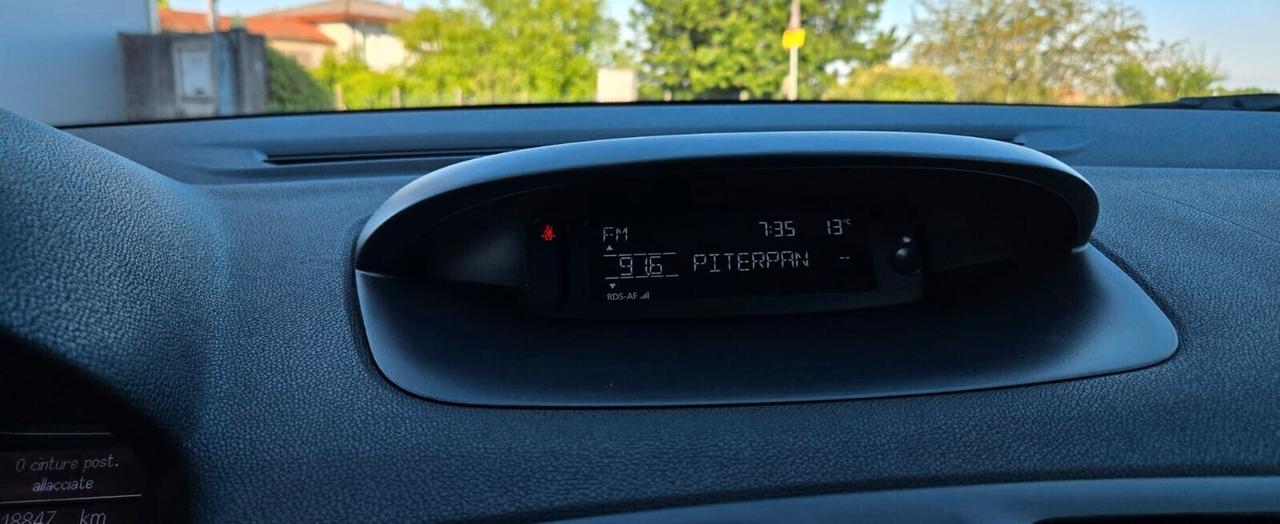 FM 7:35 13°C
91.6 PITERPAN --
RDS-AF
0 cinture post.
allacciate
18847 km